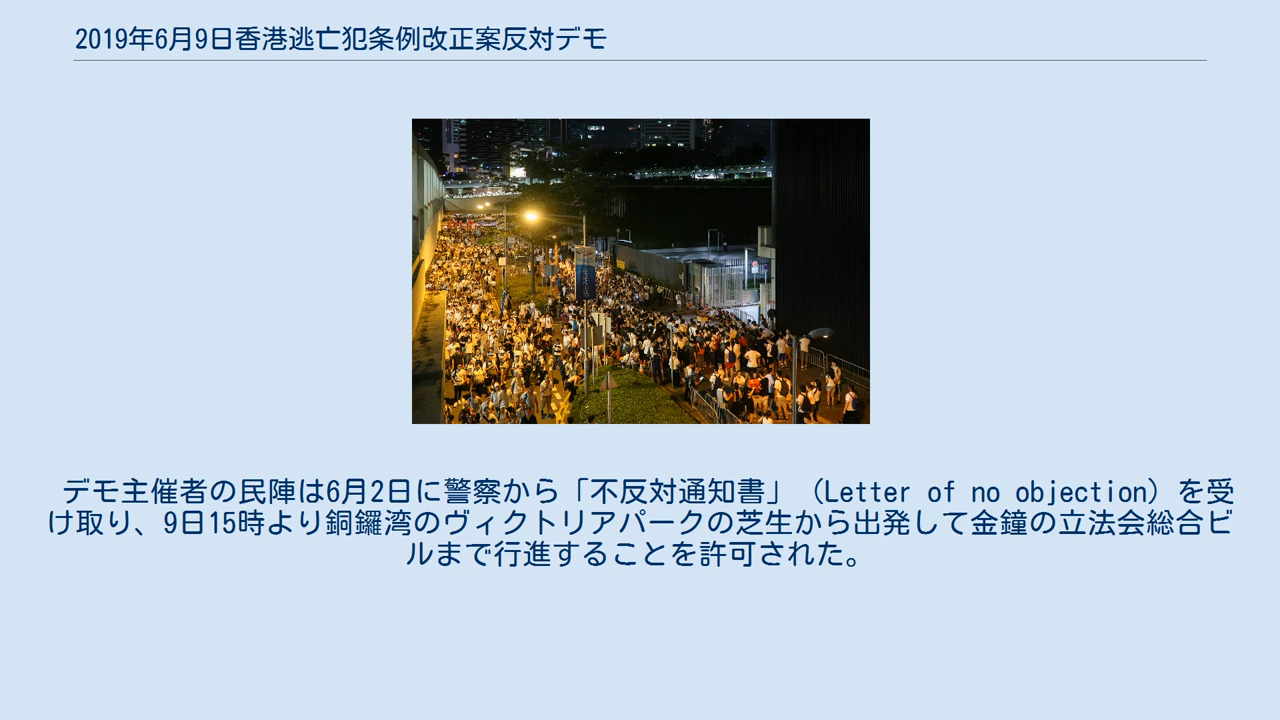 2019年6月9日香港逃亡犯条例改正案反対デモ
デモ主催者の民陣は6月2日に警察から「不反対通知書」（Letter of no objection）を受
け取り、9日15時より銅鑼湾のヴィクトリアパークの芝生から出発して金鐘の立法会総合ビ
ルまで行進することを許可された。